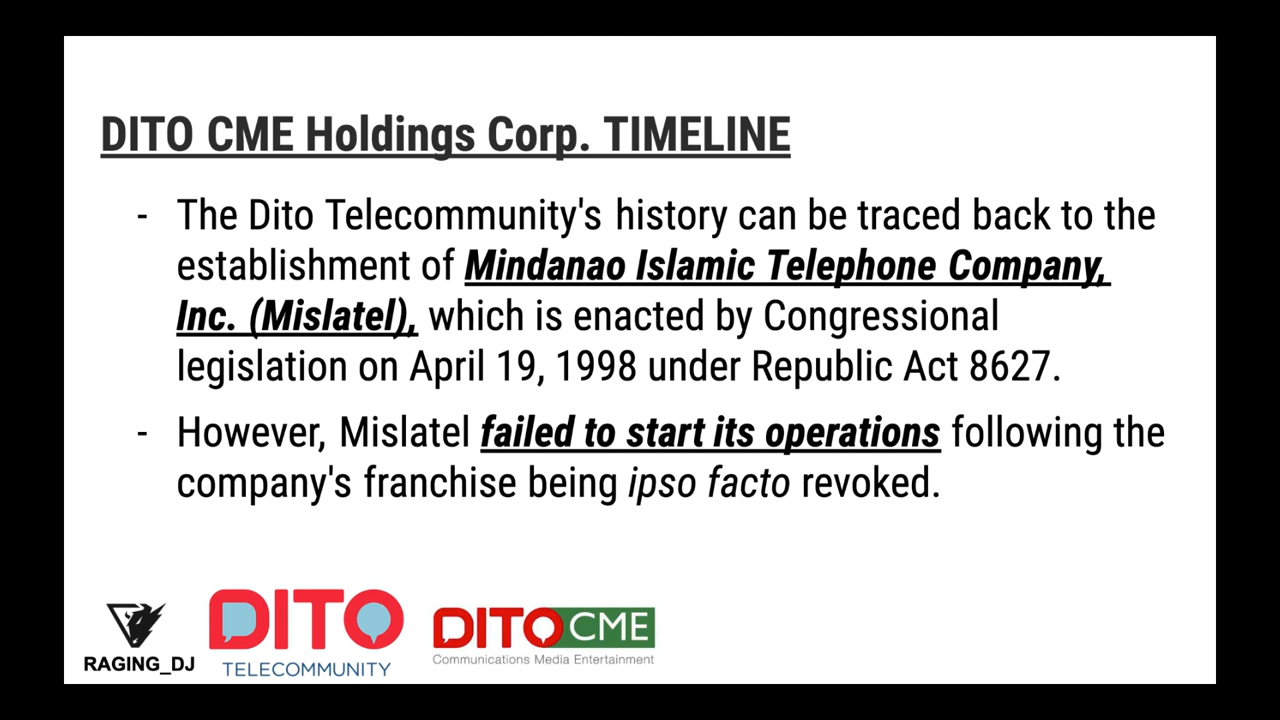 DITO CME Holdings Corp. TIMELINE
- The Dito Telecommunity's history can be traced back to the
establishment of Mindanao Islamic Telephone Company,
Inc. (Mislatel), which is enacted by Congressional
legislation on April 19, 1998 under Republic Act 8627.
- However, Mislatel failed to start its operations following the
company's franchise being ipso facto revoked.
RAGING_DJ
DITO
TELECOMMUNITY
DITO CME
Communications Media Entertainment